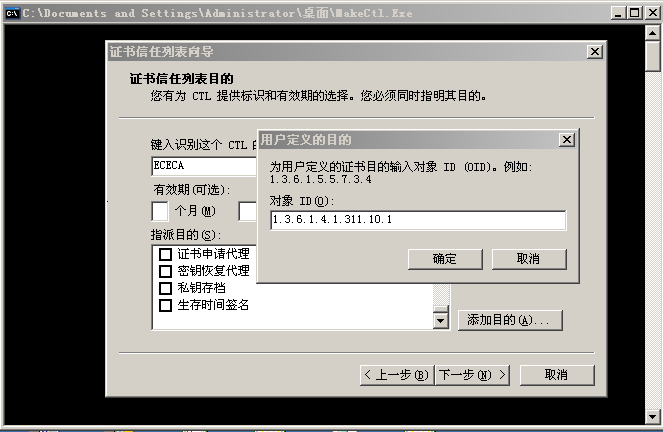 C:\Documents and Settings\Administrator\桌面\MakeCtl.Exe
证书信任列表向导
证书信任列表目的
您有为 CTL 提供标识和有效期的选择。您必须同时指明其目的。
键入识别这个 CTL 的
ECECA
有效期(可选):
个月(M)
指派目的(S):
证书申请代理
密钥恢复代理
私钥存档
生存时间签名
添加目的(A)...
< 上一步(B)
下一步(N) >
取消
用户定义的目的
为用户定义的证书目的输入对象 ID (OID)。例如:
1.3.6.1.5.5.7.3.4
对象 ID(O):
1.3.6.1.4.1.311.10.1
确定
取消